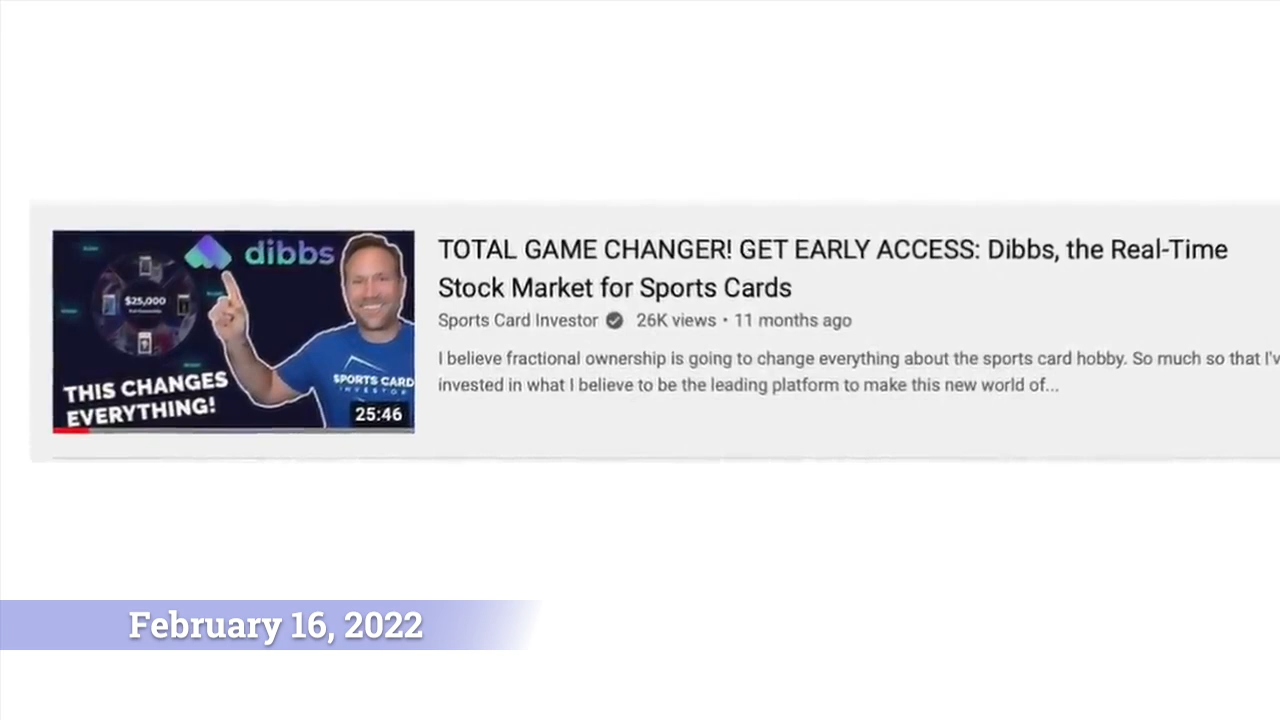 dibbs
$25,000
THIS CHANGES
EVERYTHING!
SPORTS CARD
INVESTOR
25:46
TOTAL GAME CHANGER! GET EARLY ACCESS: Dibbs, the Real-Time
Stock Market for Sports Cards
Sports Card Investor 26K views • 11 months ago
I believe fractional ownership is going to change everything about the sports card hobby. So much so that I'v
invested in what I believe to be the leading platform to make this new world of...
February 16, 2022